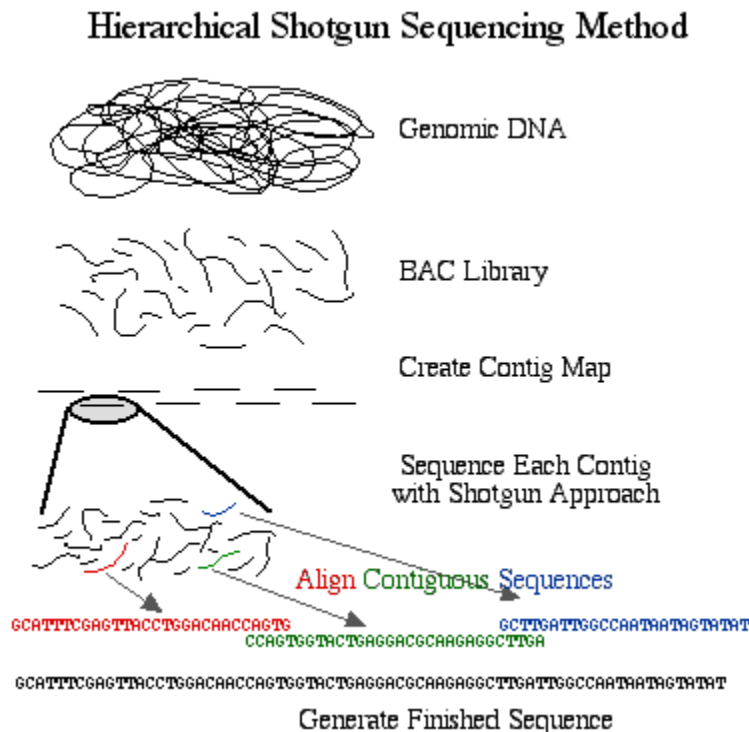 Hierarchical Shotgun Sequencing Method
Genomic DNA
BAC Library
Create Contig Map
Sequence Each Contig
with Shotgun Approach
Align Contiguous Sequences
GCATTTCGAGTTACCTGGACAACCAGTG
GCTTGATTGGCCAATAATAGTATAT
CCAGTGGTACTGAGGACGCAAGAGGCTTGA
GCATTTCGAGTTACCTGGACAACCAGTGGTACTGAGGACGCAAGAGGCTTGATTGGCCAATAATAGTATAT
Generate Finished Sequence